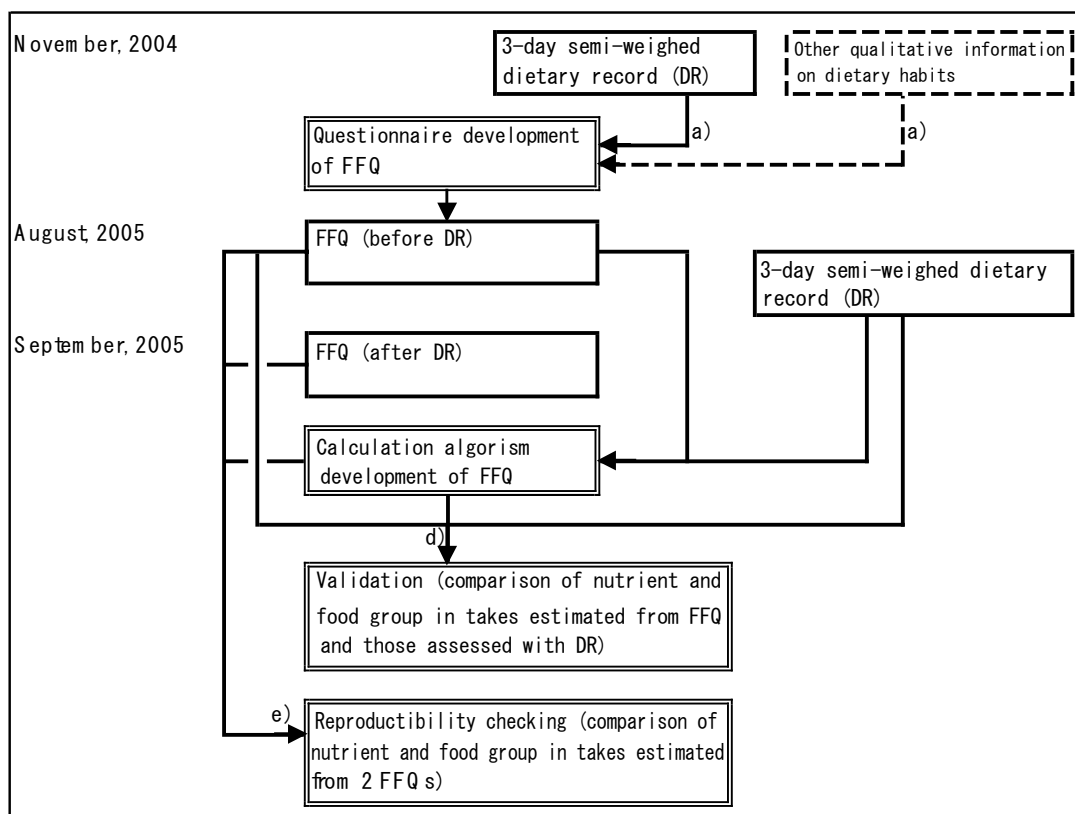 November, 2004
3-day semi-weighed
dietary record (DR)
Other qualitative information
on dietary habits
a)
a)
Questionnaire development
of FFQ
August, 2005
FFQ (before DR)
3-day semi-weighed dietary
record (DR)
September, 2005
FFQ (after DR)
Calculation algorism
development of FFQ
d)
Validation (comparison of nutrient and
food group in takes estimated from FFQ
and those assessed with DR)
e)
Reproductibility checking (comparison of
nutrient and food group in takes estimated
from 2 FFQ s)